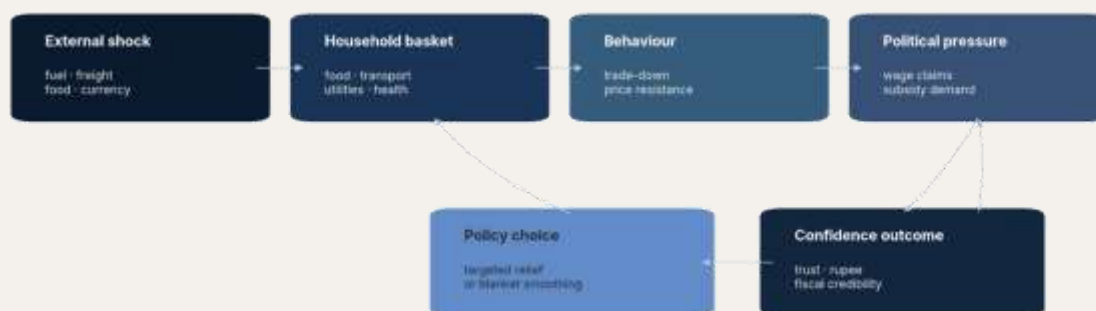 External shock
fuel · freight
food · currency
Household basket
food · transport
utilities · health
Behaviour
trade-down
price resistance
Political pressure
wage claims
subsidy demand
Policy choice
targeted relief
or blanket smoothing
Confidence outcome
trust · rupee
fiscal credibility